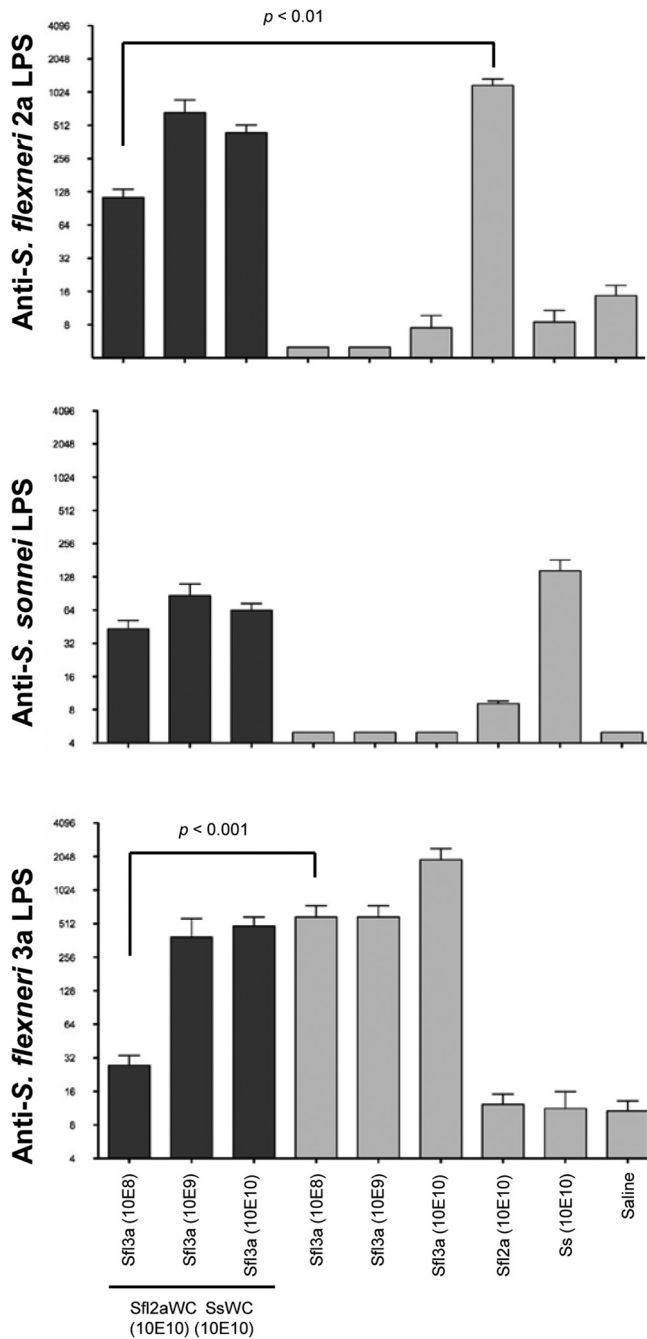 Anti-S. flexneri 2a LPS
p < 0.01
4096
2048
1024
512
256
128
64
32
16
8
Anti-S. sonnei LPS
4096
2048
1024
512
256
128
64
32
16
8
4
Anti-S. flexneri 3a LPS
p < 0.001
4096
2048
1024
512
256
128
64
32
16
8
4
Sfl3a (10E8)
Sfl3a (10E9)
Sfl3a (10E10)
Sfl3a (10E8)
Sfl3a (10E9)
Sfl3a (10E10)
Sfl2a (10E10)
Ss (10E10)
Saline
Sfl2aWC SsWC
(10E10) (10E10)